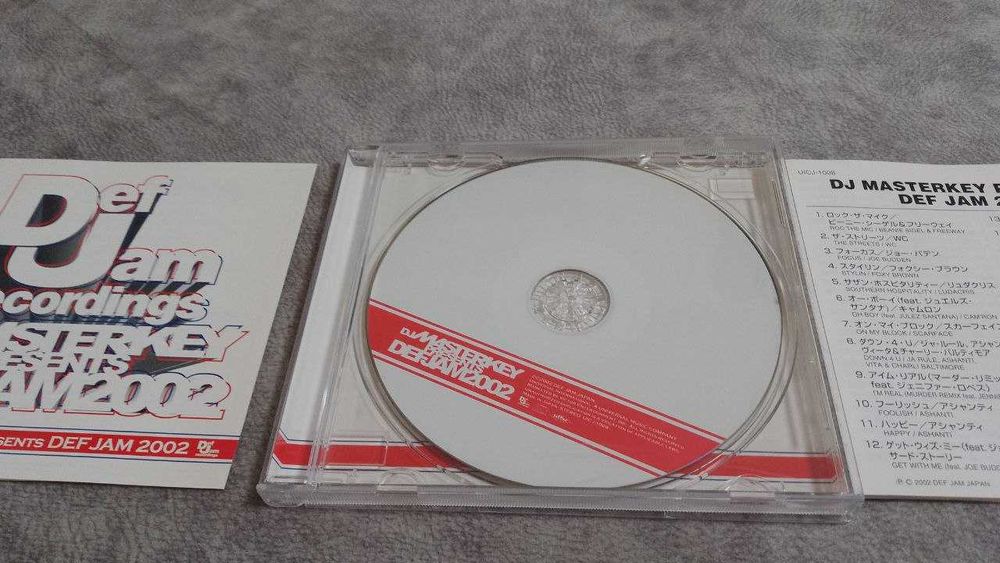 Def
Jam
ecordings
MASTERKEY
ESENTS
AM2002
ESENTS DEF JAM 2002
Def Jam
recordings
DJ MASTERKEY
PRESENTS
DEF JAM 2002
UICJ-1006
DJ MASTERKEY
DEF JAM 2
1. ロック・ザ・マイク/
ビーニー・シーゲル&フリーウェイ
ROC THE MIC / BEANIE SIGEL & FREEWAY
2. ザ・ストリーツ/WC
THE STREETS / WC
3. フォーカス/ジョー・バデン
FOCUS / JOE BUDDEN
4. スタイリン/フォクシー・ブラウン
STYLIN / FOXY BROWN
5. サザン・ホスピタリティー/リュダクリス
SOUTHERN HOSPITALITY / LUDACRIS
6. オー・ボーイ(feat. ジュエルズ・
サンタナ)/キャムロン
OH BOY (feat. JULEZ SANTANA) / CAM'RON
7. オン・マイ・ブロック/スカーフェイ
ON MY BLOCK / SCARFACE
8. ダウン・4・U/ジャ・ルール、アシャン
ヴィータ&チャーリー・バルティモア
DOWN 4 U / JA RULE, ASHANTI,
VITA & CHARLI BALTIMORE
9. アイム・リアル(マーダー・リミッ
feat. ジェニファー・ロペス)
I'M REAL (MURDER REMIX feat. JENN
10. フーリッシュ/アシャンティ
FOOLISH / ASHANTI
11. ハッピー/アシャンティ
HAPPY / ASHANTI
12. ゲット・ウィズ・ミー(feat. ジ
サード・ストーリー
GET WITH ME (feat. JOE BUDD
13
℗ © 2002 DEF JAM JAPAN